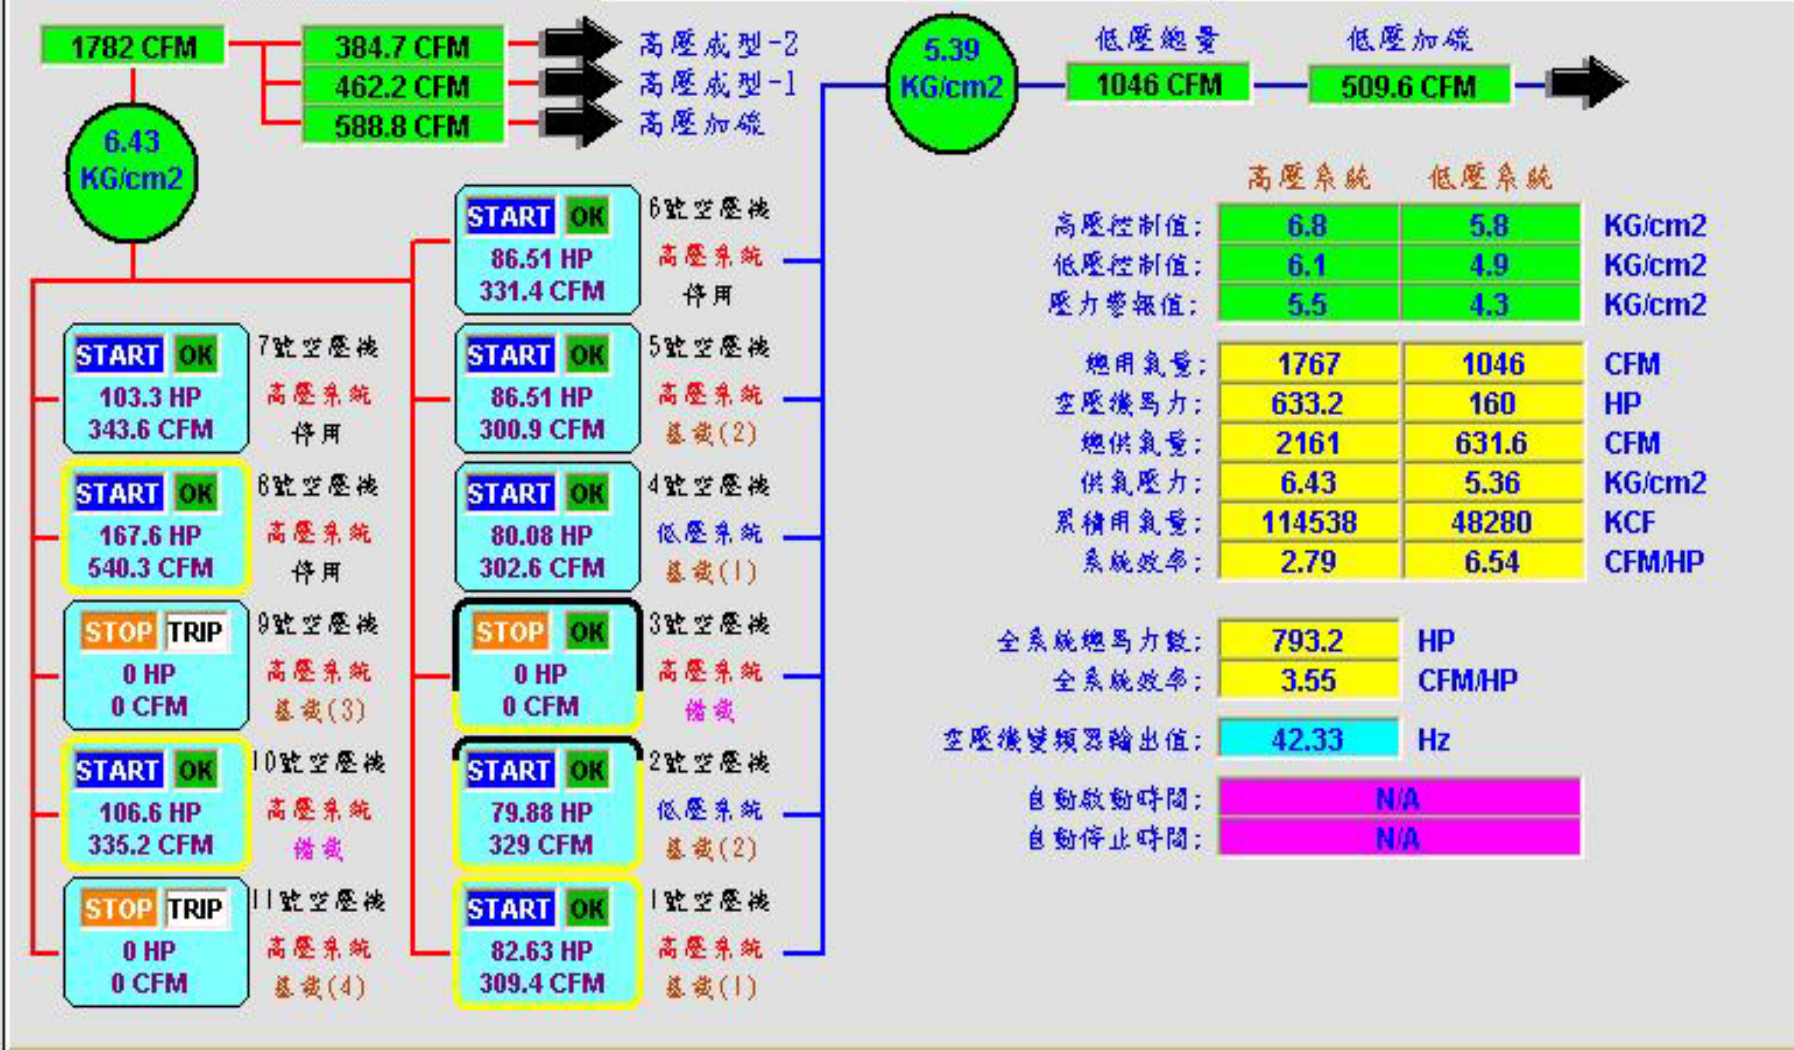 1782 CFM
384.7 CFM
高壓成型-2
462.2 CFM
高壓成型-1
588.8 CFM
高壓加硫
6.43
KG/cm2
5.39
KG/cm2
低壓總量
1046 CFM
低壓加硫
509.6 CFM
START OK
86.51 HP
331.4 CFM
6號空壓機
高壓系統
停用
START OK
103.3 HP
343.6 CFM
7號空壓機
高壓系統
停用
START OK
86.51 HP
300.9 CFM
5號空壓機
高壓系統
基載(2)
START OK
167.6 HP
540.3 CFM
8號空壓機
高壓系統
停用
START OK
80.08 HP
302.6 CFM
4號空壓機
低壓系統
基載(1)
STOP TRIP
0 HP
0 CFM
9號空壓機
高壓系統
基載(3)
STOP OK
0 HP
0 CFM
3號空壓機
高壓系統
備載
START OK
106.6 HP
335.2 CFM
10號空壓機
高壓系統
備載
START OK
79.88 HP
329 CFM
2號空壓機
低壓系統
基載(2)
STOP TRIP
0 HP
0 CFM
11號空壓機
高壓系統
基載(4)
START OK
82.63 HP
309.4 CFM
1號空壓機
高壓系統
基載(1)
高壓系統 低壓系統
高壓控制值: 6.8 5.8 KG/cm2
低壓控制值: 6.1 4.9 KG/cm2
壓力警報值: 5.5 4.3 KG/cm2
總用氣量: 1767 1046 CFM
空壓機馬力: 633.2 160 HP
總供氣量: 2161 631.6 CFM
供氣壓力: 6.43 5.36 KG/cm2
累積用氣量: 114538 48280 KCF
系統效率: 2.79 6.54 CFM/HP
全系統總馬力數: 793.2 HP
全系統效率: 3.55 CFM/HP
空壓機變頻器輸出值: 42.33 Hz
自動啟動時間: N/A
自動停止時間: N/A